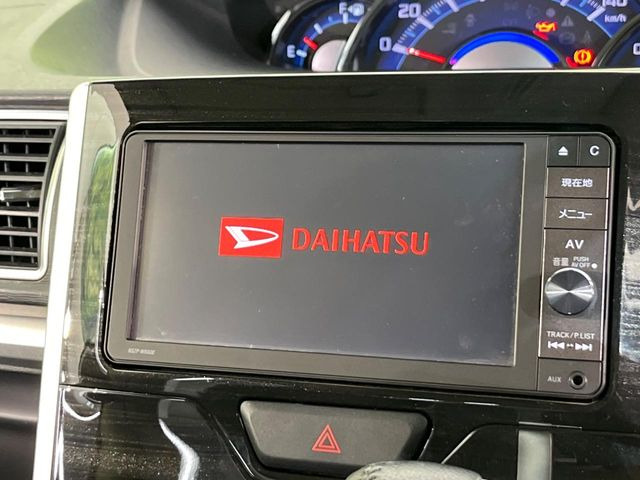 E
F
0
20
140
km/h
C
現在地
メニュー
AV
DAIHATSU
音量 PUSH AV OFF
TRACK/P.LIST
AUX